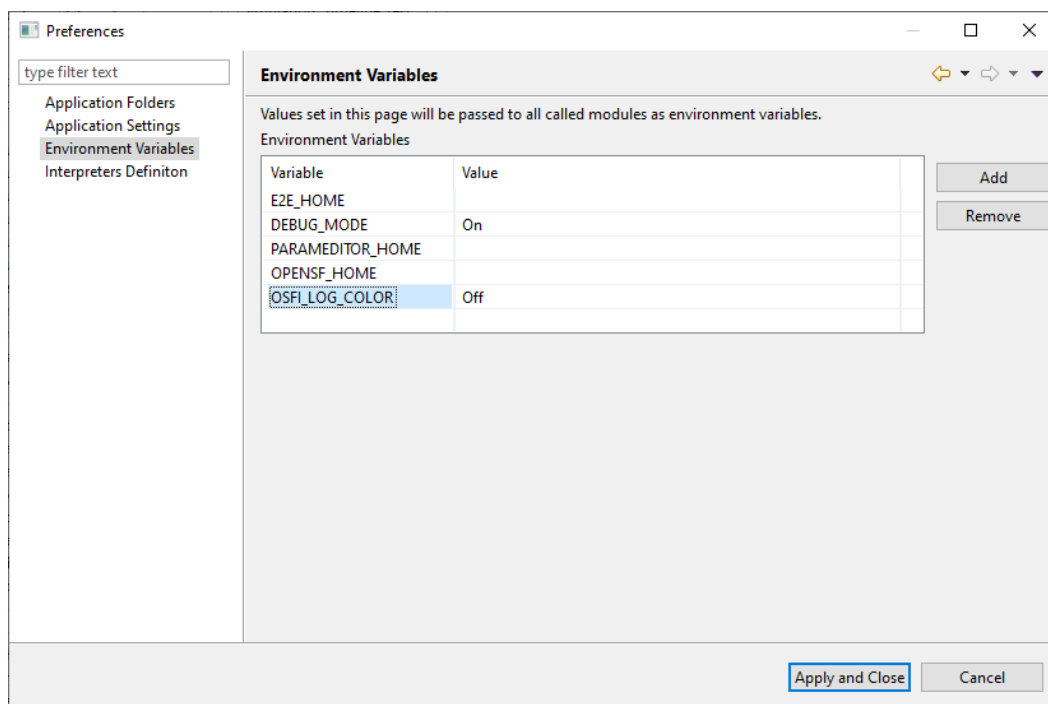 Preferences
type filter text
Application Folders
Application Settings
Environment Variables
Interpreters Definiton
Environment Variables
Values set in this page will be passed to all called modules as environment variables.
Environment Variables
Variable Value
E2E_HOME
DEBUG_MODE On
PARAMEDITOR_HOME
OPENSF_HOME
OSFI_LOG_COLOR Off
Add
Remove
Apply and Close Cancel